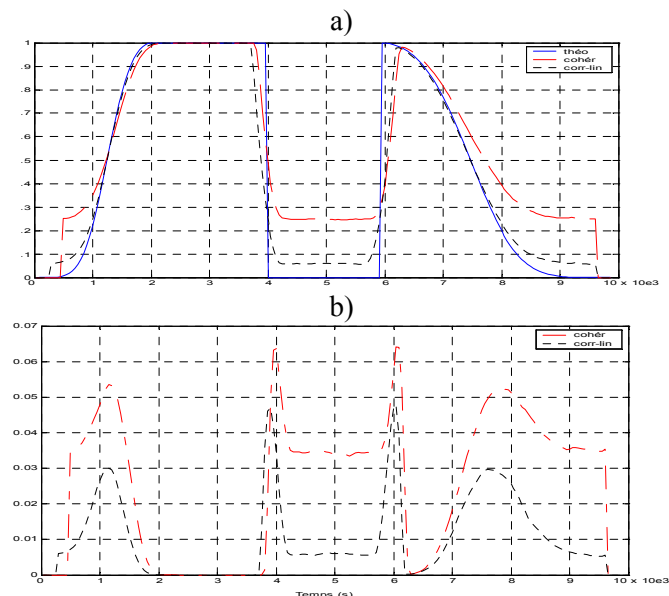 a)
1
.9
.8
.7
.6
.5
.4
.3
.2
.1
0
0 1 2 3 4 5 6 7 8 9 10 x 10e3
théo
cohér
corr-lin
b)
0.07
0.06
0.05
0.04
0.03
0.02
0.01
0
0 1 2 3 4 5 6 7 8 9 10 x 10e3
cohér
corr-lin
Temps (s)